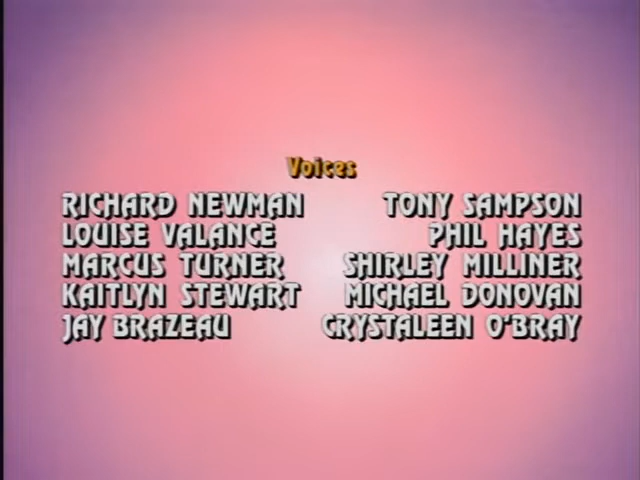 Voices
RICHARD NEWMAN TONY SAMPSON
LOUISE VALANCE PHIL HAYES
MARCUS TURNER SHIRLEY MILLINER
KAITLYN STEWART MICHAEL DONOVAN
JAY BRAZEAU CRYSTALEEN O'BRAY